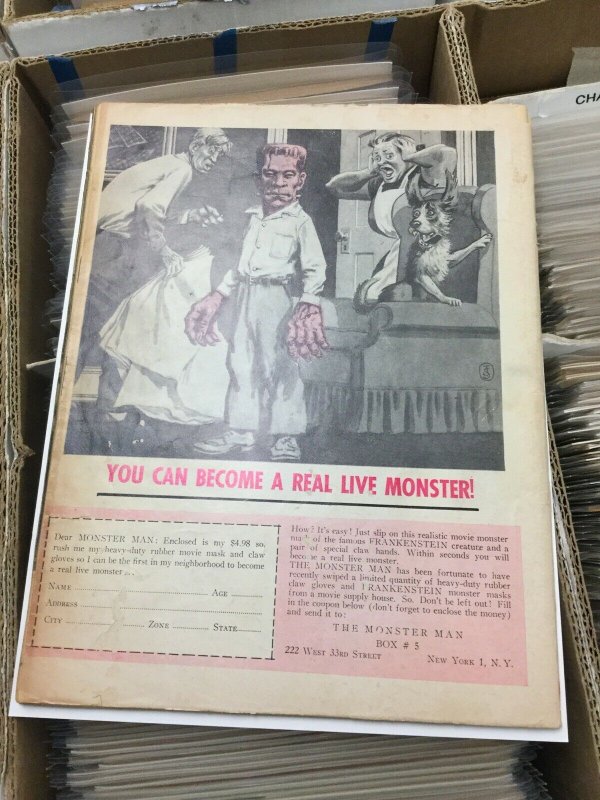 CHA
YOU CAN BECOME A REAL LIVE MONSTER!
Dear MONSTER MAN: Enclosed is my $4.98 so,
rush me my heavy-duty rubber movie mask and claw
gloves so I can be the first in my neighborhood to become
a real live monster ...
NAME
AGE
ADDRESS
CITY
ZONE
STATE
How? It's easy! Just slip on this realistic movie monster
mask of the famous FRANKENSTEIN creature and a
pair of special claw hands. Within seconds you will
become a real live monster.
THE MONSTER MAN has been fortunate to have
recently swiped a limited quantity of heavy-duty rubber
claw gloves and FRANKENSTEIN monster masks
from a movie supply house. So. Don't be left out! Fill
in the coupon below (don't forget to enclose the money)
and send it to:
THE MONSTER MAN
BOX # 5
222 WEST 33RD STREET
NEW YORK 1, N. Y.